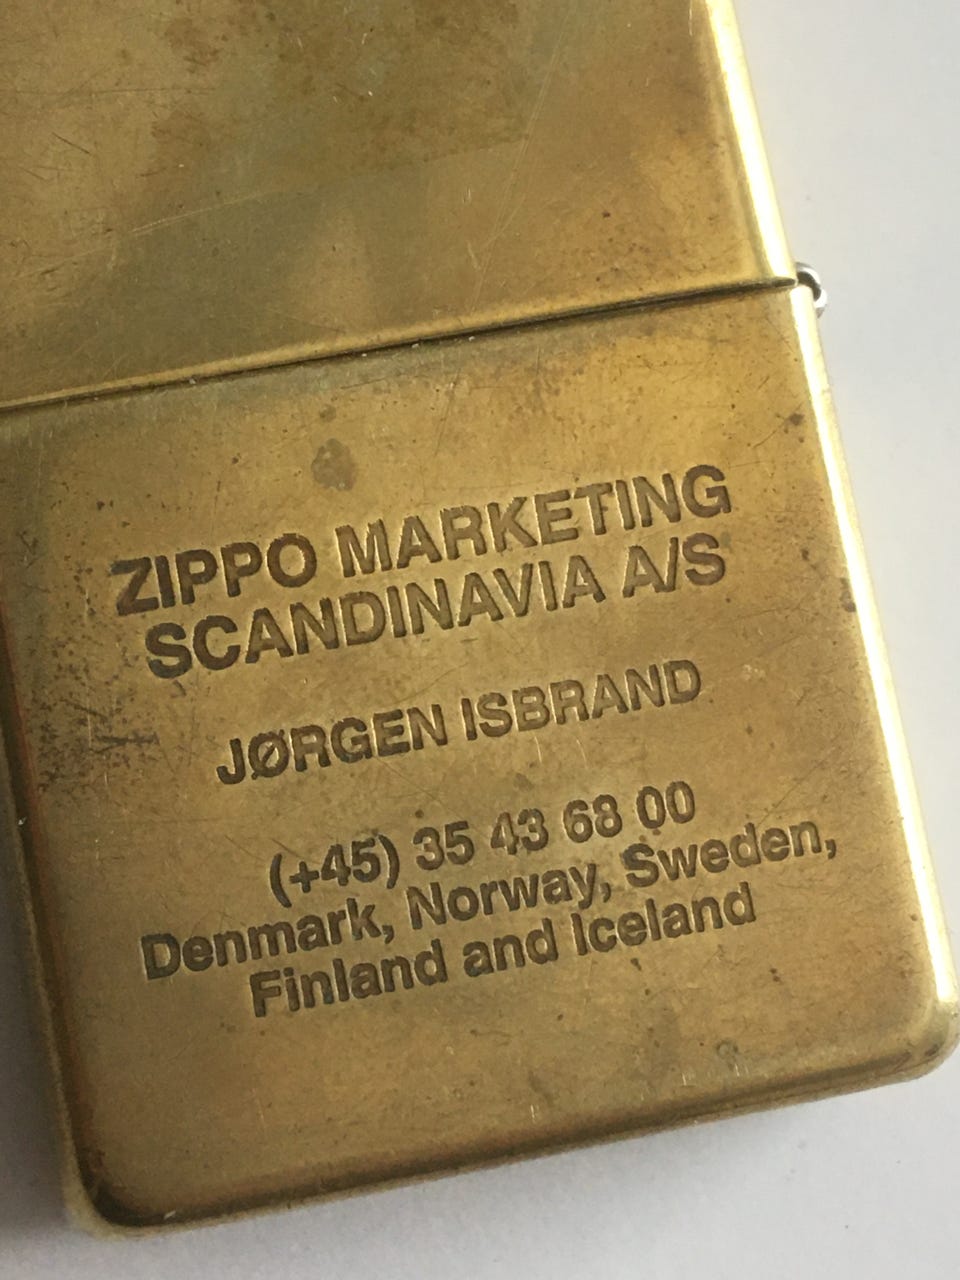 ZIPPO MARKETING
SCANDINAVIA A/S
JØRGEN ISBRAND
(+45) 35 43 68 00
Denmark, Norway, Sweden,
Finland and Iceland